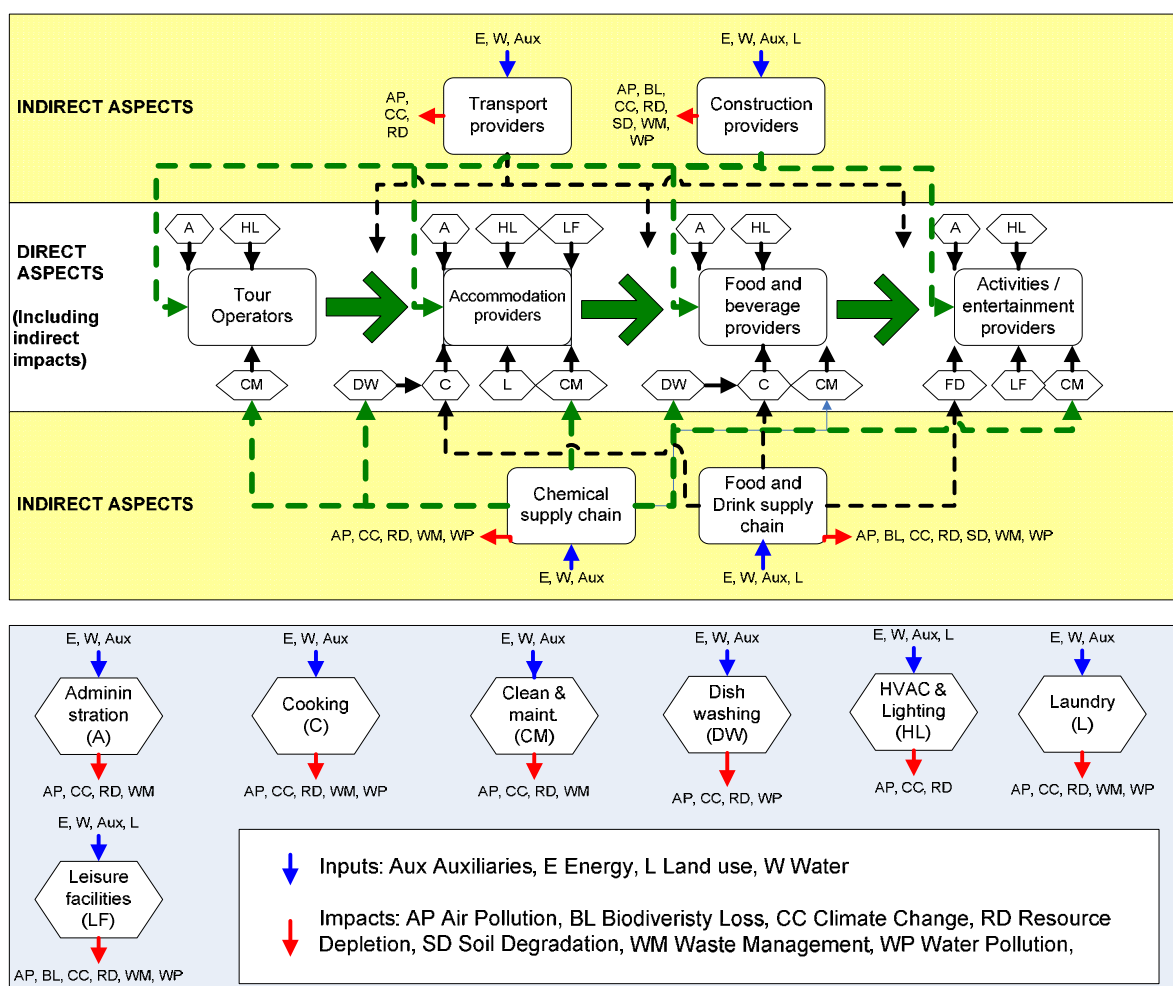 E, W, Aux
E, W, Aux, L
INDIRECT ASPECTS
AP,
CC,
RD
Transport
providers
AP, BL,
CC, RD,
SD, WM,
WP
Construction
providers
DIRECT
ASPECTS
(Including
indirect
impacts)
A
HL
A
HL
LF
A
HL
A
HL
Tour
Operators
Accommodation
providers
Food and
beverage
providers
Activities /
entertainment
providers
CM
DW
C
L
CM
DW
C
CM
FD
LF
CM
INDIRECT ASPECTS
Chemical
supply chain
Food and
Drink supply
chain
AP, CC, RD, WM, WP
AP, BL, CC, RD, SD, WM, WP
E, W, Aux
E, W, Aux, L
E, W, Aux
E, W, Aux
E, W, Aux
E, W, Aux
E, W, Aux, L
E, W, Aux
Adminin
stration
(A)
Cooking
(C)
Clean &
maint.
(CM)
Dish
washing
(DW)
HVAC &
Lighting
(HL)
Laundry
(L)
AP, CC, RD, WM
AP, CC, RD, WM, WP
AP, CC, RD, WM
AP, CC, RD, WP
AP, CC, RD
AP, CC, RD, WM, WP
E, W, Aux, L
Leisure
facilities
(LF)
AP, BL, CC, RD, WM, WP
Inputs: Aux Auxiliaries, E Energy, L Land use, W Water
Impacts: AP Air Pollution, BL Biodiveristy Loss, CC Climate Change, RD Resource
Depletion, SD Soil Degradation, WM Waste Management, WP Water Pollution,